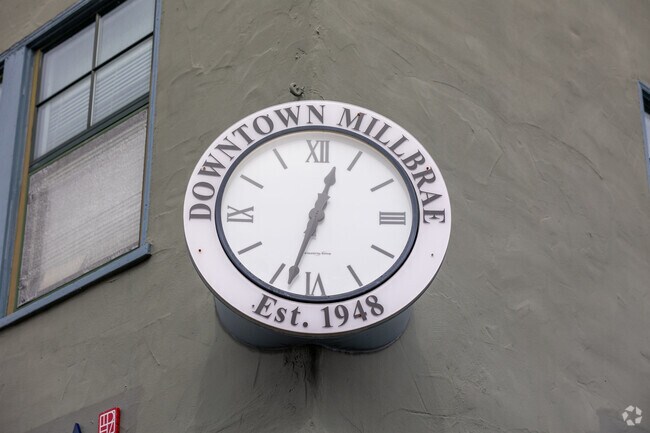 DOWNTOWN MILLBRAE
XII
IX
III
VI
Est. 1948